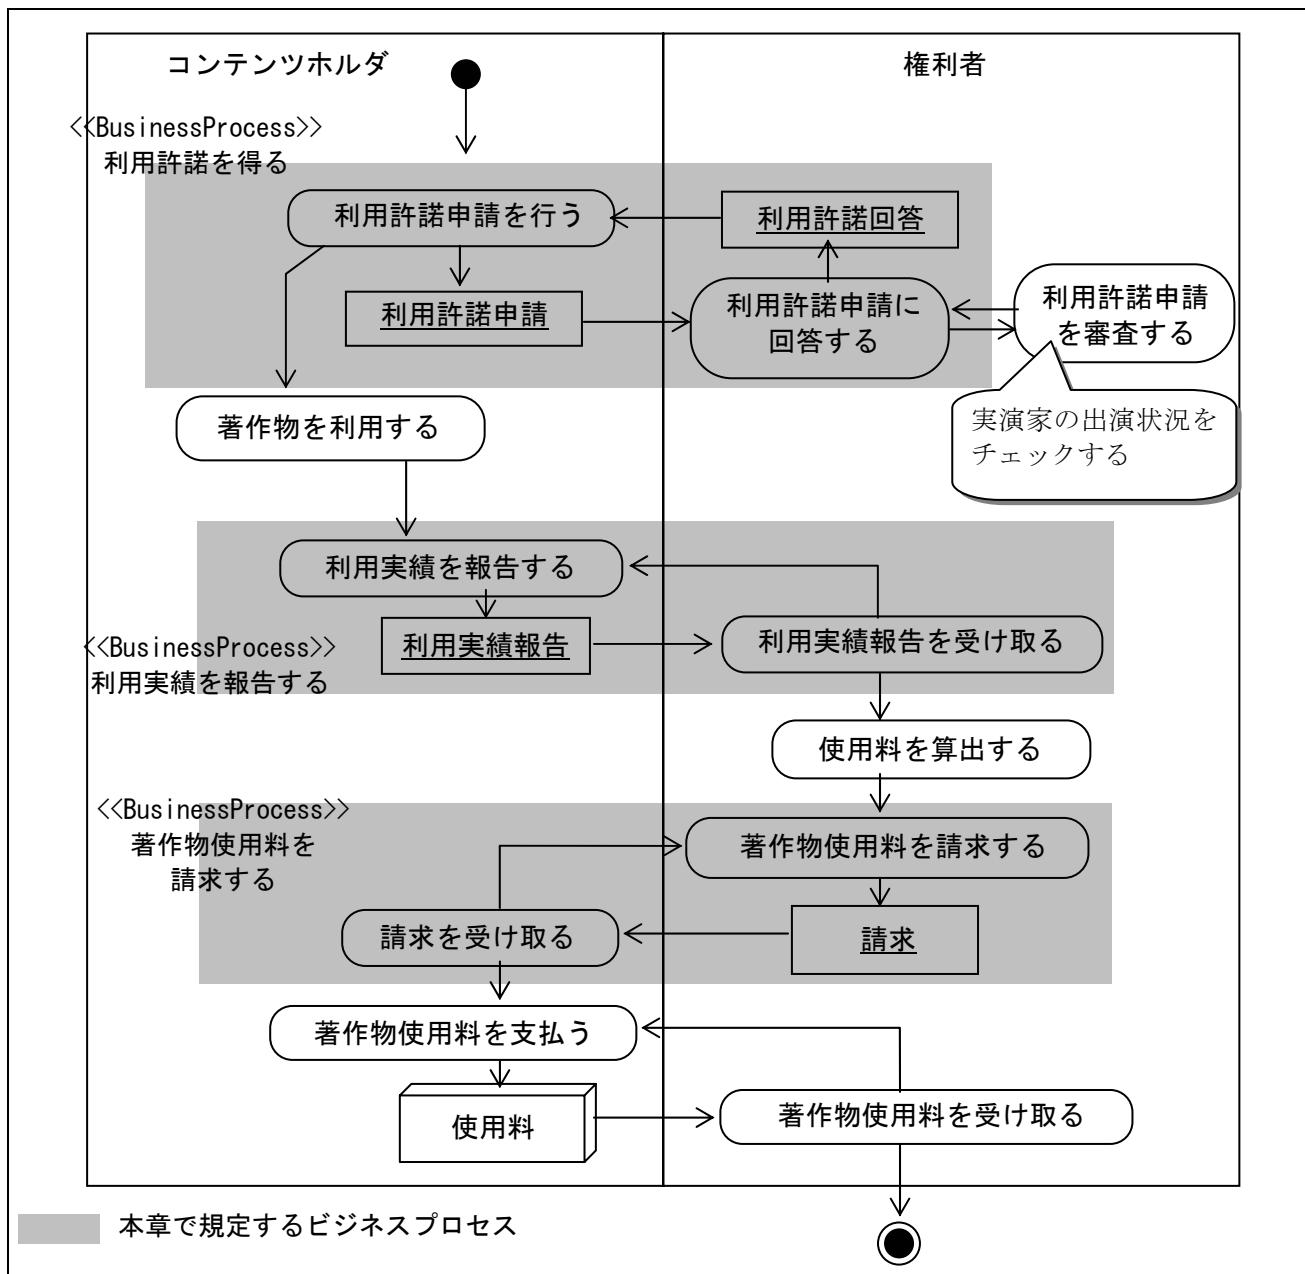 コンテンツホルダ
権利者
<<BusinessProcess>>
利用許諾を得る
利用許諾申請を行う
利用許諾回答
利用許諾申請
利用許諾申請に
回答する
利用許諾申請
を審査する
著作物を利用する
実演家の出演状況を
チェックする
利用実績を報告する
<<BusinessProcess>>
利用実績を報告する
利用実績報告
利用実績報告を受け取る
使用料を算出する
<<BusinessProcess>>
著作物使用料を
請求する
著作物使用料を請求する
請求を受け取る
請求
著作物使用料を支払う
使用料
著作物使用料を受け取る
本章で規定するビジネスプロセス